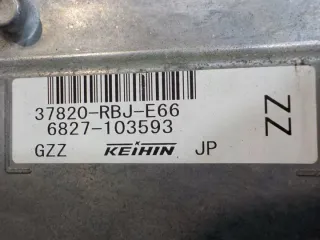 37820-RBJ-E66
6827-103593
GZZ KEIHIN JP
ZZ